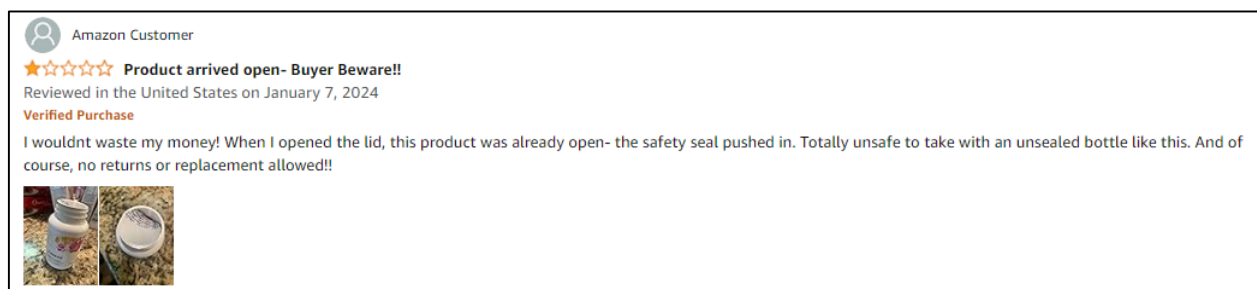 Amazon Customer
Product arrived open- Buyer Beware!!
Reviewed in the United States on January 7, 2024
Verified Purchase
I wouldnt waste my money! When I opened the lid, this product was already open- the safety seal pushed in. Totally unsafe to take with an unsealed bottle like this. And of
course, no returns or replacement allowed!!